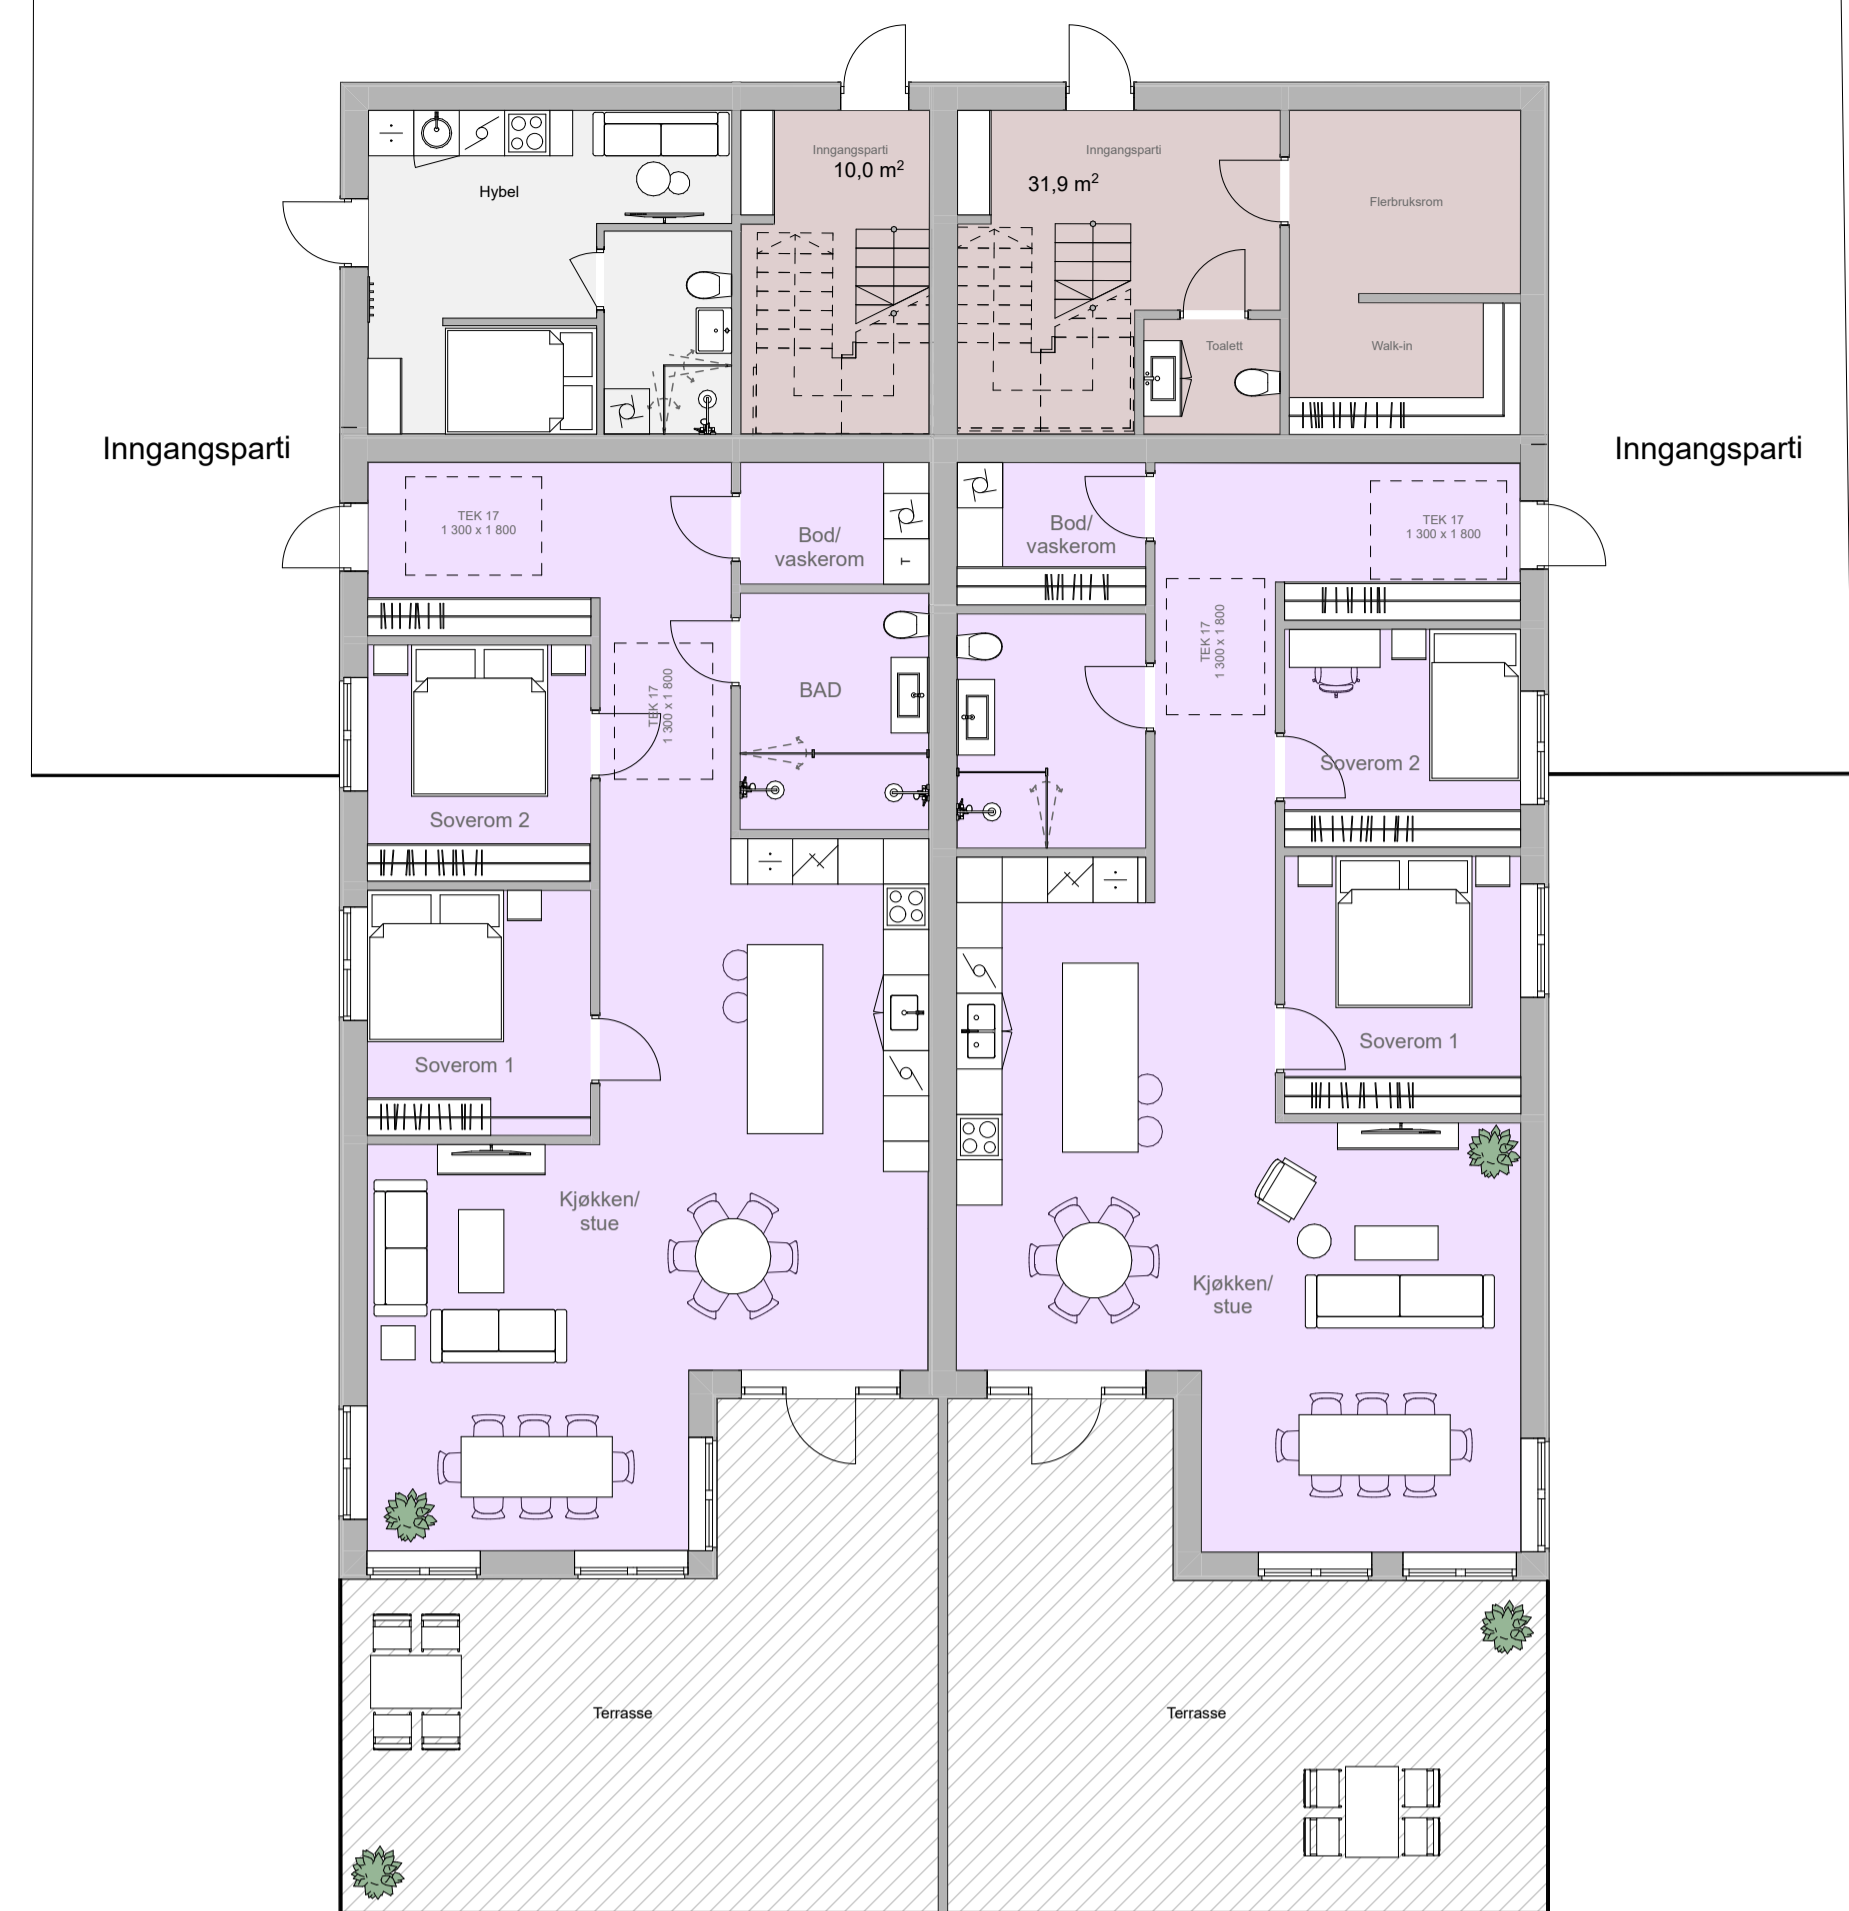 Inngangsparti
10,0 m²
Inngangsparti
31,9 m²
Hybel
Flerbruksrom
Toalett
Walk-in
Inngangsparti
Inngangsparti
TEK 17
1 300 x 1 800
Bod/
vaskerom
T
Bod/
vaskerom
TEK 17
1 300 x 1 800
TEK 17
1 300 x 1 800
BAD
TEK 17
1 300 x 1 800
Soverom 2
Soverom 2
Soverom 1
Soverom 1
Kjøkken/
stue
Kjøkken/
stue
Terrasse
Terrasse